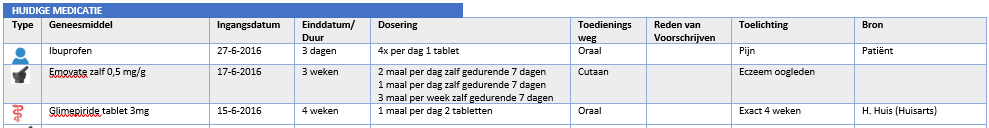 HUIDIGE MEDICATIE
Type Geneesmiddel Ingangsdatum Einddatum/ Duur Dosering Toedienings weg Reden van Voorschrijven Toelichting Bron
Ibuprofen 27-6-2016 3 dagen 4x per dag 1 tablet Oraal Pijn Patiënt
Emovate zalf 0,5 mg/g 17-6-2016 3 weken 2 maal per dag zalf gedurende 7 dagen Cutaan Eczeem oogleden
1 maal per dag zalf gedurende 7 dagen
3 maal per week zalf gedurende 7 dagen
Glimepiride tablet 3mg 15-6-2016 4 weken 1 maal per dag 2 tabletten Oraal Exact 4 weken H. Huis (Huisarts)